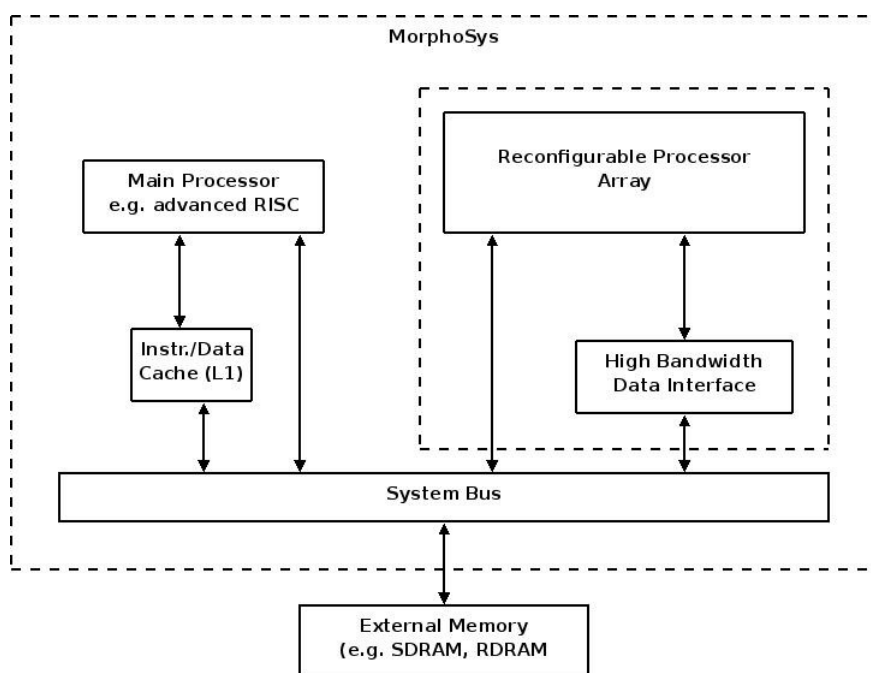 MorphoSys
Reconfigurable Processor
Array
Main Processor
e.g. advanced RISC
Instr./Data
Cache (L1)
High Bandwidth
Data Interface
System Bus
External Memory
(e.g. SDRAM, RDRAM